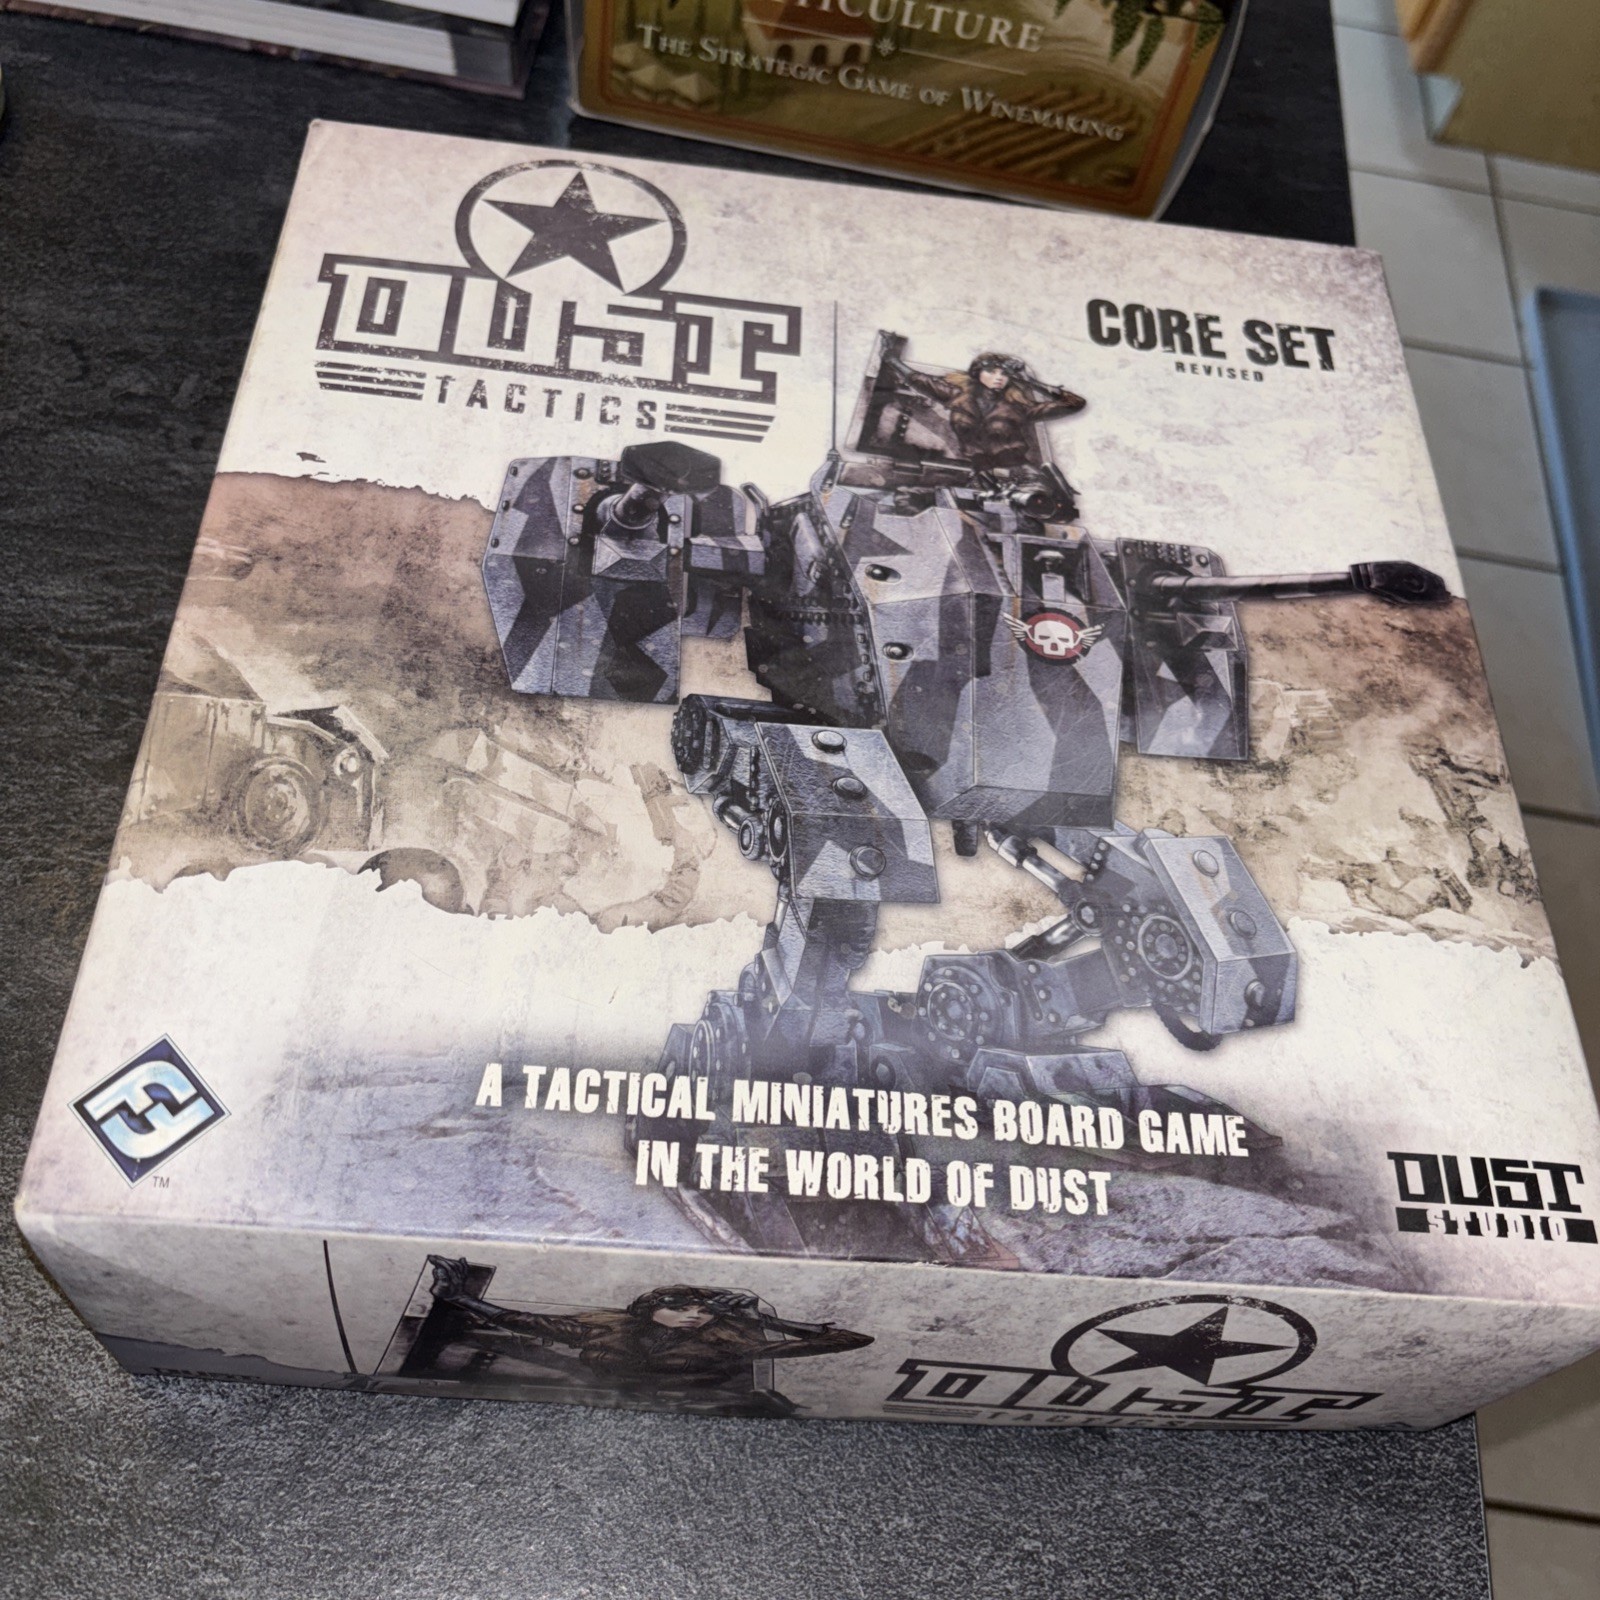 THE STRATEGIC GAME OF WINEMAKING
DUST
TACTICS
CORE SET
REVISED
A TACTICAL MINIATURES BOARD GAME
IN THE WORLD OF DUST
TM
DUST
STUDIO
DUST
TACTICS